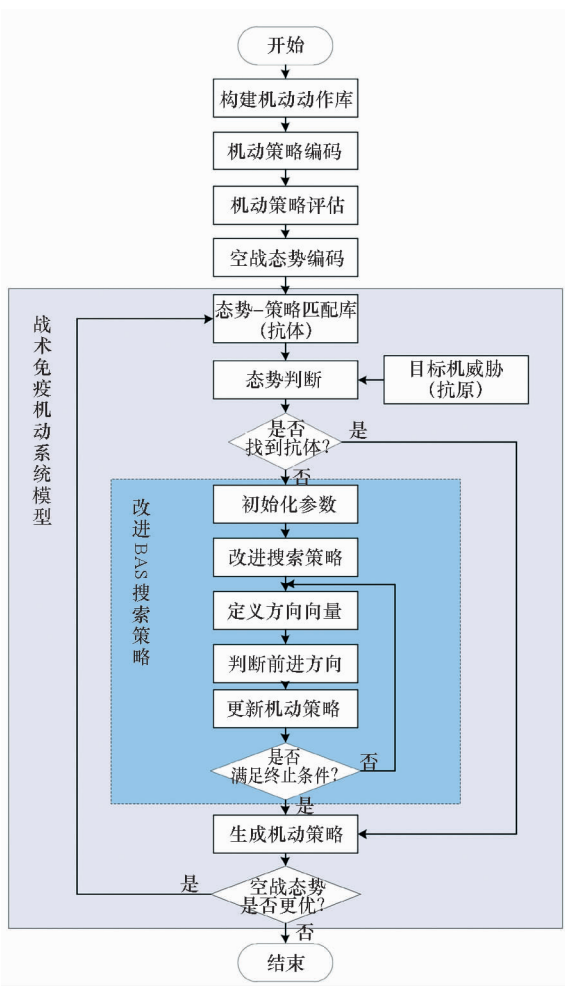 开始
构建机动动作库
机动策略编码
机动策略评估
空战态势编码
战术免疫机动系统模型
态势-策略匹配库
(抗体)
态势判断
目标机威胁
(抗原)
是否
找到抗体?
是
否
改进BAS搜索策略
初始化参数
改进搜索策略
定义方向向量
判断前进方向
更新机动策略
是否
满足终止条件?
否
是
生成机动策略
空战态势
是否更优?
是
否
结束